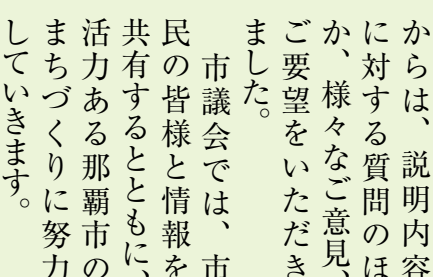 からは、説明内容
に対する質問のほ
か、様々なご意見、
ご要望をいただき
ました。
　市議会では、市
民の皆様と情報を
共有するとともに、
活力ある那覇市の
まちづくりに努力
していきます。